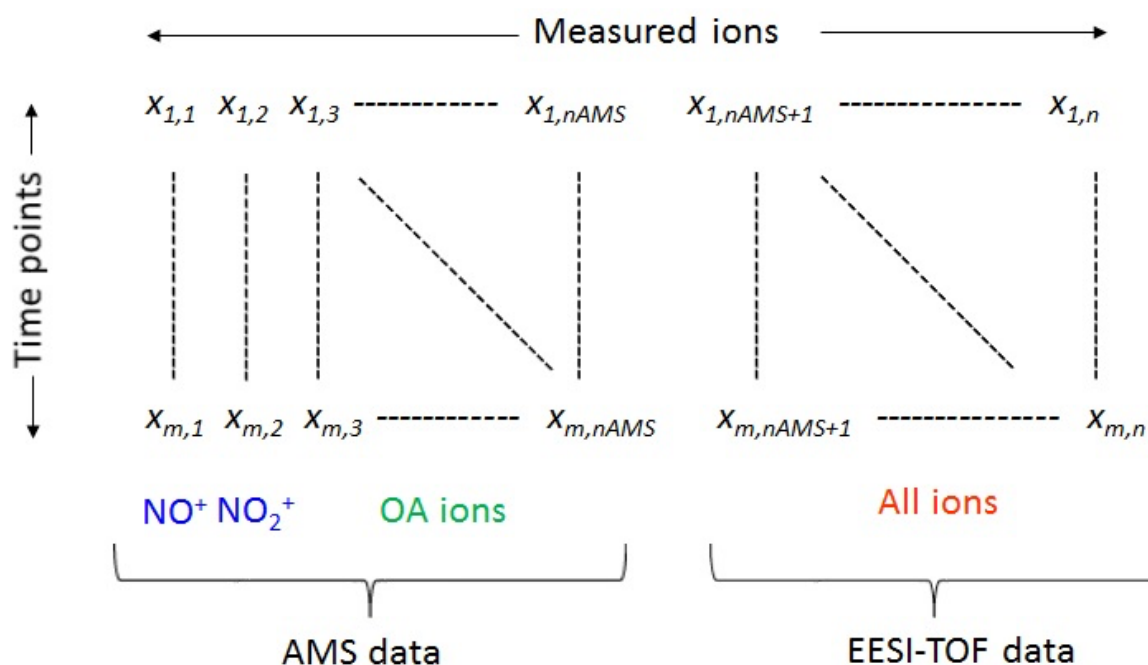 Measured ions
Time points
x₁,₁ x₁,₂ x₁,₃ x₁,nAMS x₁,nAMS+1 x₁,n
xm,1 xm,2 xm,3 xm,nAMS xm,nAMS+1 xm,n
NO⁺ NO₂⁺ OA ions All ions
AMS data EESI-TOF data